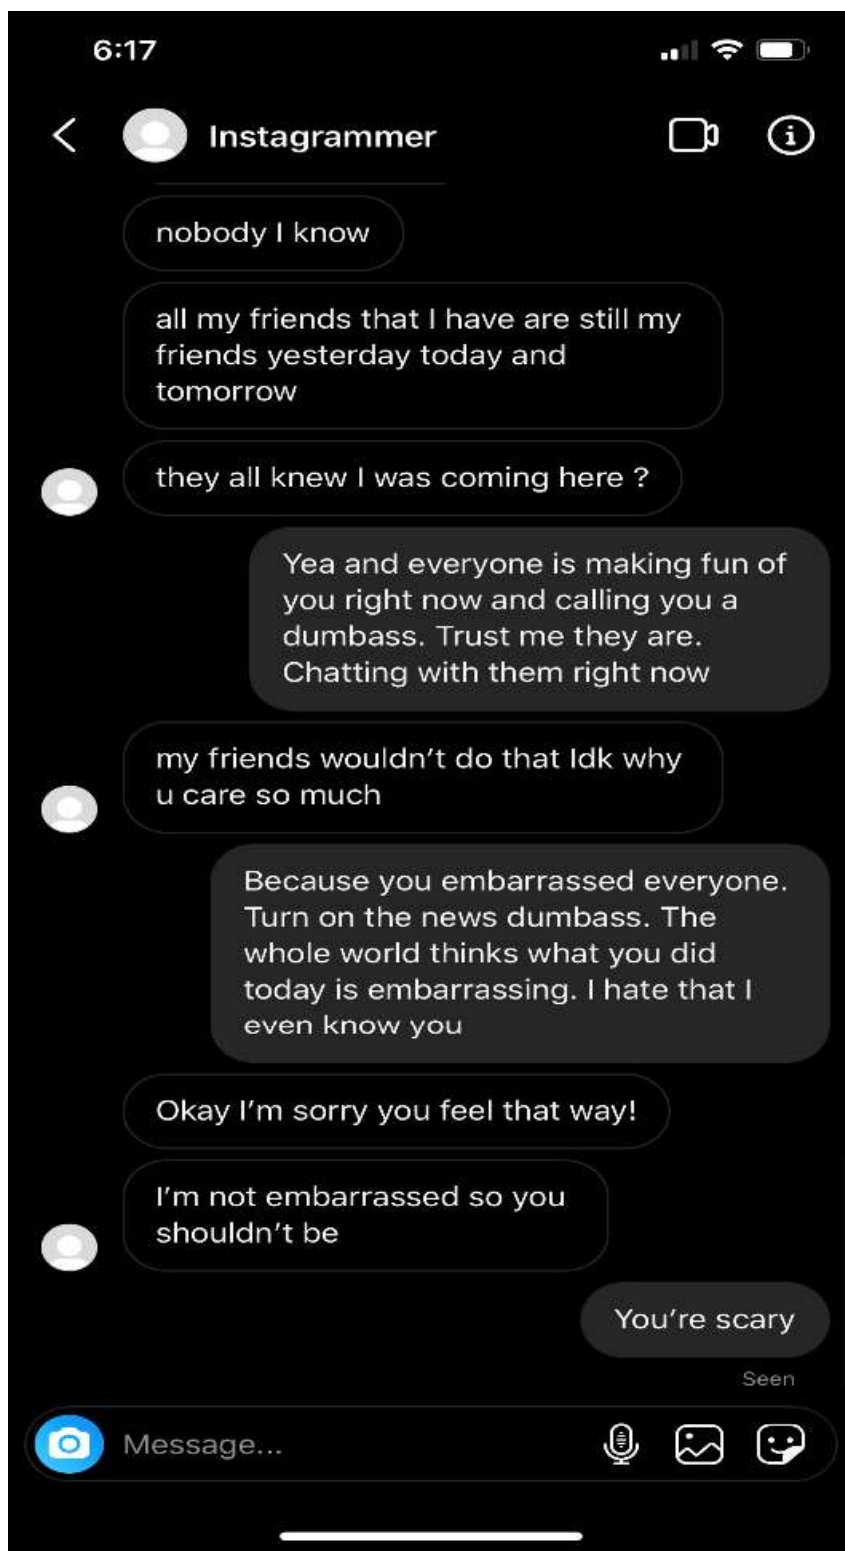 6:17
Instagrammer
nobody I know
all my friends that I have are still my
friends yesterday today and
tomorrow
they all knew I was coming here ?
Yea and everyone is making fun of
you right now and calling you a
dumbass. Trust me they are.
Chatting with them right now
my friends wouldn't do that Idk why
u care so much
Because you embarrassed everyone.
Turn on the news dumbass. The
whole world thinks what you did
today is embarrassing. I hate that I
even know you
Okay I'm sorry you feel that way!
I'm not embarrassed so you
shouldn't be
You're scary
Seen
Message...